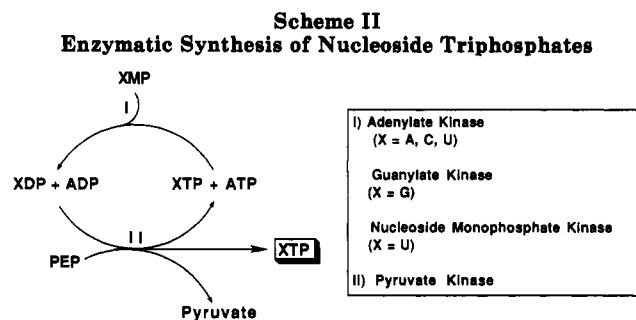 Scheme II
Enzymatic Synthesis of Nucleoside Triphosphates
XMP
I
XDP + ADP
XTP + ATP
II
PEP
XTP
Pyruvate
I) Adenylate Kinase
(X = A, C, U)
Guanylate Kinase
(X = G)
Nucleoside Monophosphate Kinase
(X = U)
II) Pyruvate Kinase